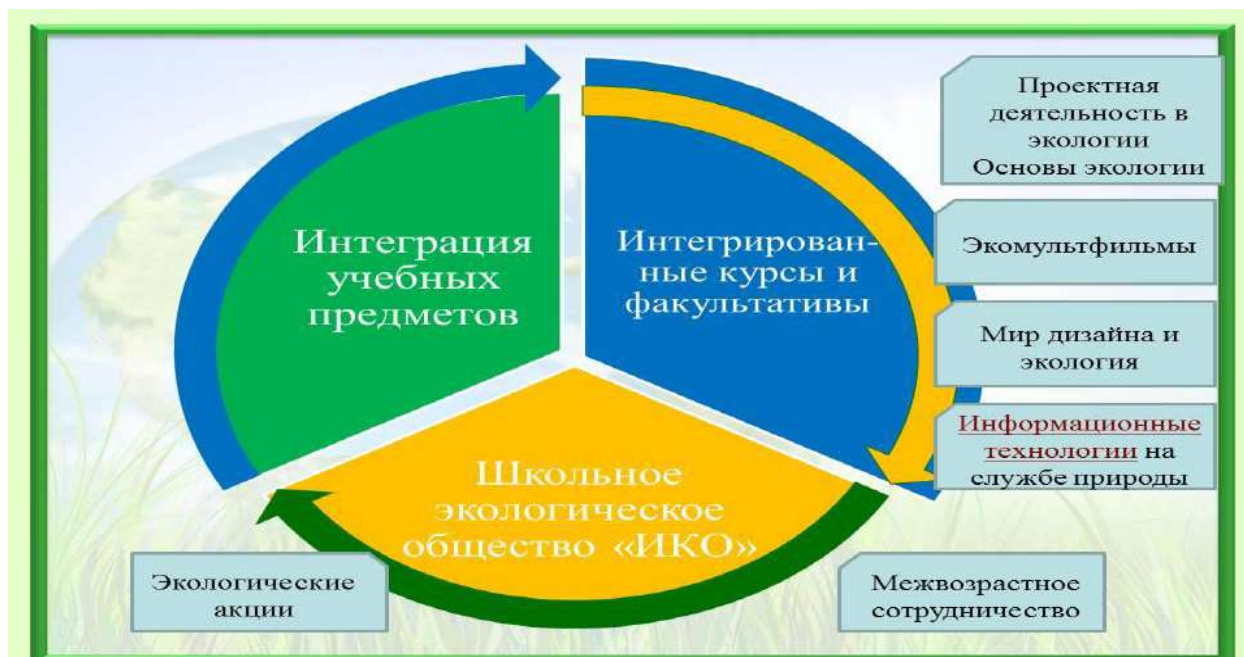 Интеграция
учебных
предметов
Интегрирован-
ные курсы и
факультативы
Школьное
экологическое
общество «ИКО»
Проектная
деятельность в
экологии
Основы экологии
Экомультфильмы
Мир дизайна и
экология
Информационные
технологии на
службе природы
Экологические
акции
Межвозрастное
сотрудничество